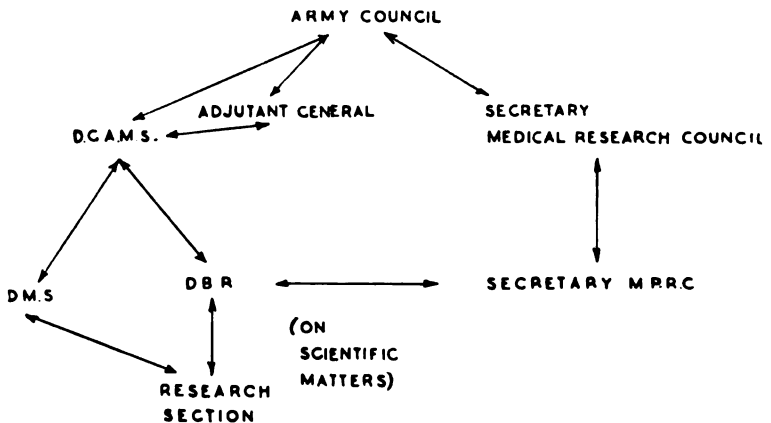 ARMY COUNCIL
ADJUTANT GENERAL
SECRETARY
MEDICAL RESEARCH COUNCIL
D.G.A.M.S.
D.M.S
D B R
SECRETARY M.P.R.C
(ON
SCIENTIFIC
MATTERS)
RESEARCH
SECTION